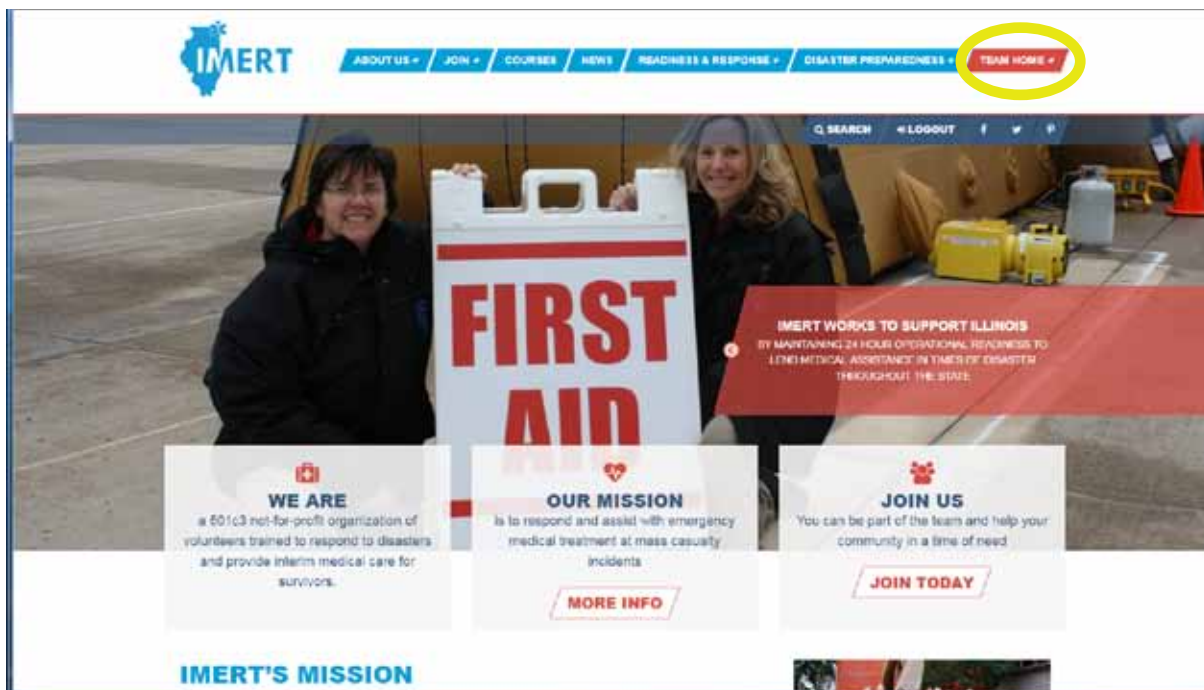 IMERT
ABOUT US JOIN COURSES NEWS READINESS & RESPONSE DISASTER PREPAREDNESS TEAM HOME
SEARCH LOGOUT f P
FIRST
AID
IMERT WORKS TO SUPPORT ILLINOIS
BY MAINTAINING 24 HOUR OPERATIONAL READINESS TO
LEND MEDICAL ASSISTANCE IN TIMES OF DISASTER
THROUGHOUT THE STATE
WE ARE
a 501c3 not-for-profit organization of
volunteers trained to respond to disasters
and provide interim medical care for
survivors.
OUR MISSION
is to respond and assist with emergency
medical treatment at mass casualty
incidents
MORE INFO
JOIN US
You can be part of the team and help your
community in a time of need
JOIN TODAY
IMERT'S MISSION